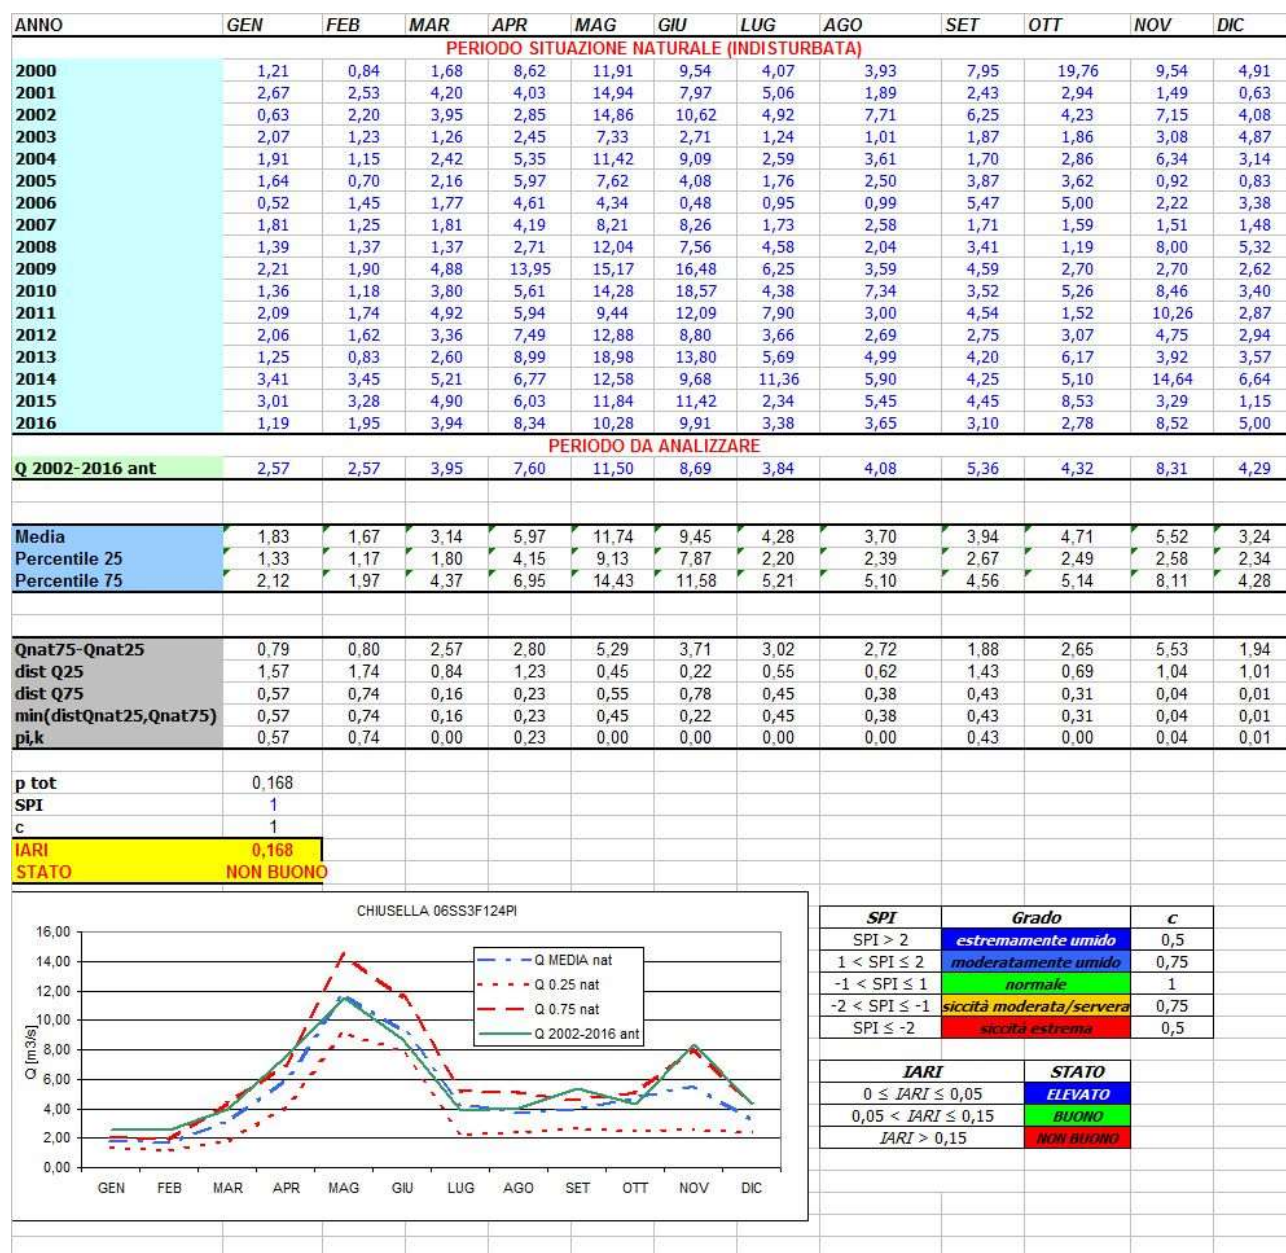 ANNO GEN FEB MAR APR MAG GIU LUG AGO SET OTT NOV DIC
PERIODO SITUAZIONE NATURALE (INDISTURBATA)
2000 1,21 0,84 1,68 8,62 11,91 9,54 4,07 3,93 7,95 19,76 9,54 4,91
2001 2,67 2,53 4,20 4,03 14,94 7,97 5,06 1,89 2,43 2,94 1,49 0,63
2002 0,63 2,20 3,95 2,85 14,86 10,62 4,92 7,71 6,25 4,23 7,15 4,08
2003 2,07 1,23 1,26 2,45 7,33 2,71 1,24 1,01 1,87 1,86 3,08 4,87
2004 1,91 1,15 2,42 5,35 11,42 9,09 2,59 3,61 1,70 2,86 6,34 3,14
2005 1,64 0,70 2,16 5,97 7,62 4,08 1,76 2,50 3,87 3,62 0,92 0,83
2006 0,52 1,45 1,77 4,61 4,34 0,48 0,95 0,99 5,47 5,00 2,22 3,38
2007 1,81 1,25 1,81 4,19 8,21 8,26 1,73 2,58 1,71 1,59 1,51 1,48
2008 1,39 1,37 1,37 2,71 12,04 7,56 4,58 2,04 3,41 1,19 8,00 5,32
2009 2,21 1,90 4,88 13,95 15,17 16,48 6,25 3,59 4,59 2,70 2,70 2,62
2010 1,36 1,18 3,80 5,61 14,28 18,57 4,38 7,34 3,52 5,26 8,46 3,40
2011 2,09 1,74 4,92 5,94 9,44 12,09 7,90 3,00 4,54 1,52 10,26 2,87
2012 2,06 1,62 3,36 7,49 12,88 8,80 3,66 2,69 2,75 3,07 4,75 2,94
2013 1,25 0,83 2,60 8,99 18,98 13,80 5,69 4,99 4,20 6,17 3,92 3,57
2014 3,41 3,45 5,21 6,77 12,58 9,68 11,36 5,90 4,25 5,10 14,64 6,64
2015 3,01 3,28 4,90 6,03 11,84 11,42 2,34 5,45 4,45 8,53 3,29 1,15
2016 1,19 1,95 3,94 8,34 10,28 9,91 3,38 3,65 3,10 2,78 8,52 5,00
PERIODO DA ANALIZZARE
Q 2002-2016 ant 2,57 2,57 3,95 7,60 11,50 8,69 3,84 4,08 5,36 4,32 8,31 4,29
Media 1,83 1,67 3,14 5,97 11,74 9,45 4,28 3,70 3,94 4,71 5,52 3,24
Percentile 25 1,33 1,17 1,80 4,15 9,13 7,87 2,20 2,39 2,67 2,49 2,58 2,34
Percentile 75 2,12 1,97 4,37 6,95 14,43 11,58 5,21 5,10 4,56 5,14 8,11 4,28
Qnat75-Qnat25 0,79 0,80 2,57 2,80 5,29 3,71 3,02 2,72 1,88 2,65 5,53 1,94
dist Q25 1,57 1,74 0,84 1,23 0,45 0,22 0,55 0,62 1,43 0,69 1,04 1,01
dist Q75 0,57 0,74 0,16 0,23 0,55 0,78 0,45 0,38 0,43 0,31 0,04 0,01
min(distQnat25,Qnat75) 0,57 0,74 0,16 0,23 0,45 0,22 0,45 0,38 0,43 0,31 0,04 0,01
pi,k 0,57 0,74 0,00 0,23 0,00 0,00 0,00 0,00 0,43 0,00 0,04 0,01
p tot 0,168
SPI 1
c 1
IARI 0,168
STATO NON BUONO
CHIUSELLA 06SS3F124PI
Q [m3/s]
16,00
14,00
12,00
10,00
8,00
6,00
4,00
2,00
0,00
GEN FEB MAR APR MAG GIU LUG AGO SET OTT NOV DIC
Q MEDIA nat
Q 0.25 nat
Q 0.75 nat
Q 2002-2016 ant
SPI Grado c
SPI > 2 estremamente umido 0,5
1 < SPI ≤ 2 moderatamente umido 0,75
-1 < SPI ≤ 1 normale 1
-2 < SPI ≤ -1 siccità moderata/servera 0,75
SPI ≤ -2 siccità estrema 0,5
IARI STATO
0 ≤ IARI ≤ 0,05 ELEVATO
0,05 < IARI ≤ 0,15 BUONO
IARI > 0,15 NON BUONO